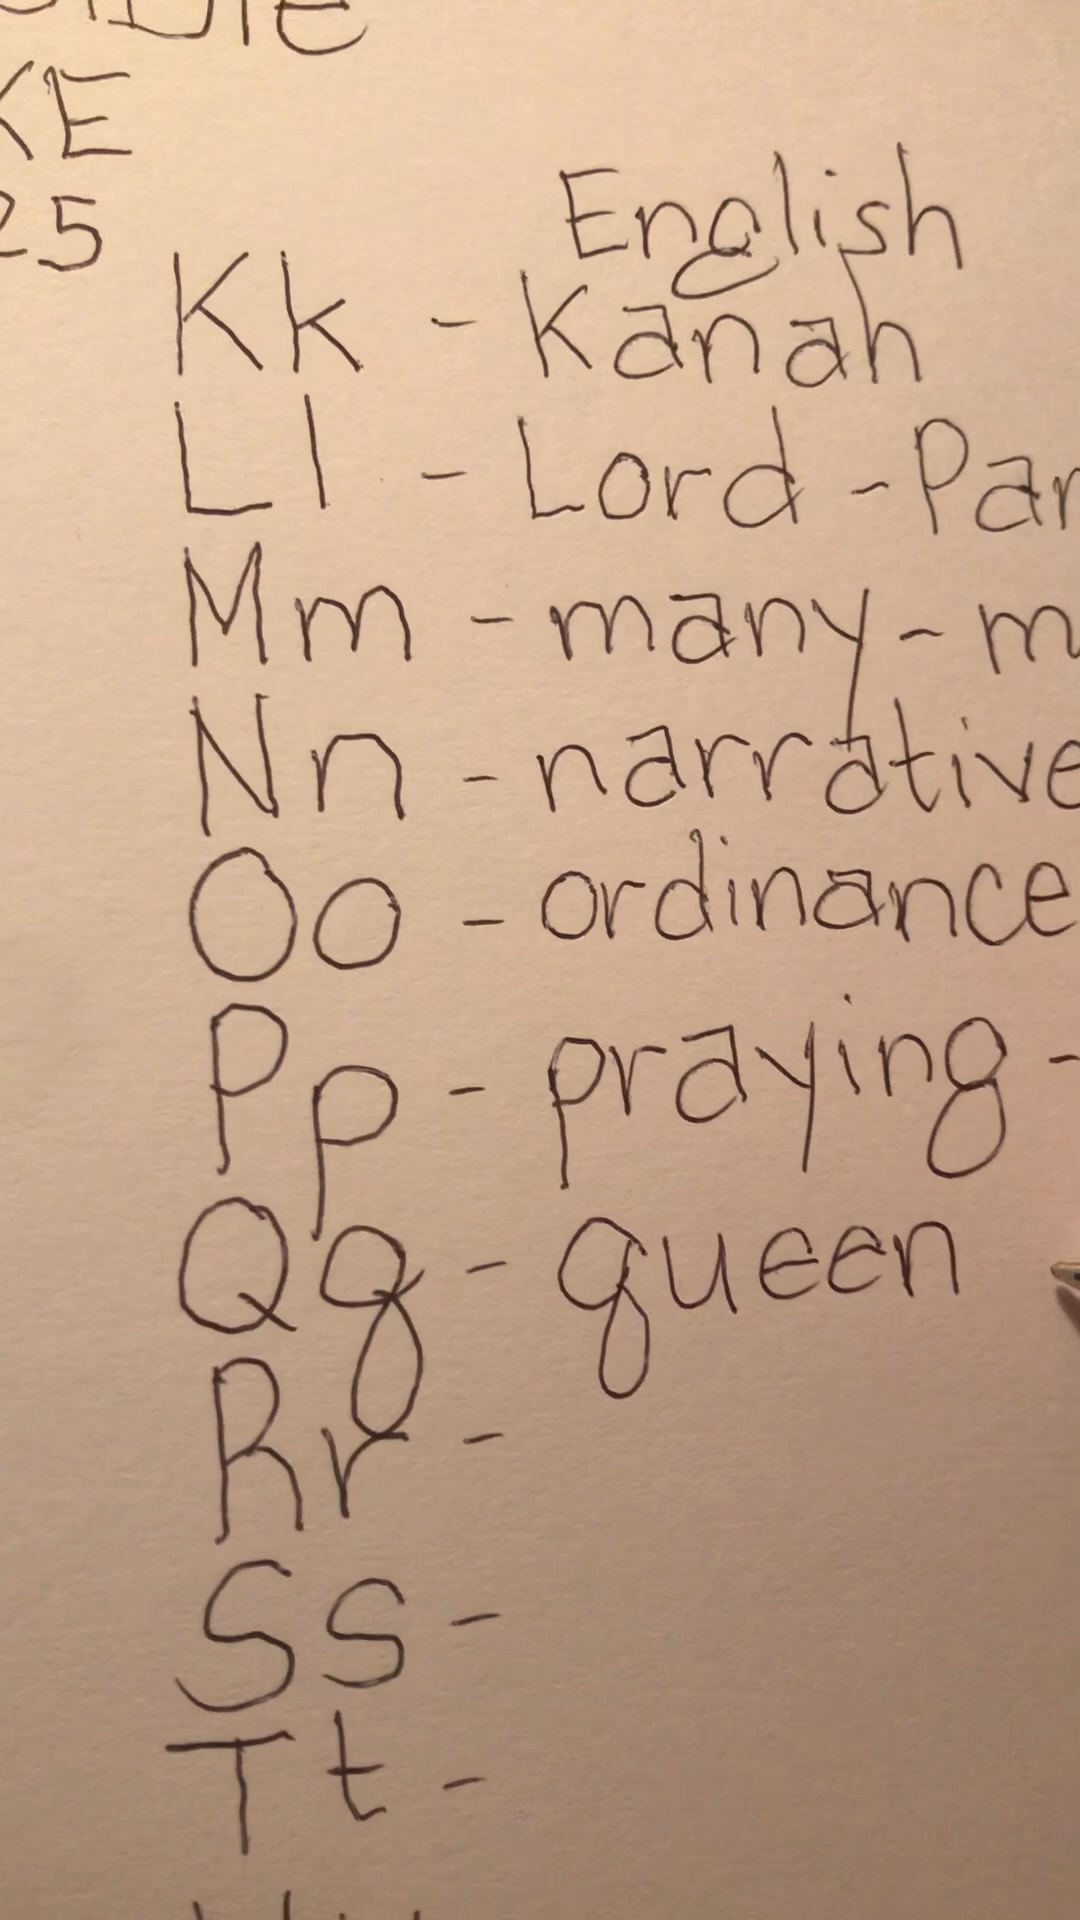 KE
25
English
Kk - Kanah
Ll - Lord - Par
Mm - many - m
Nn - narrative
Oo - ordinance
Pp - praying -
Qq - queen
Rr -
Ss -
Tt -